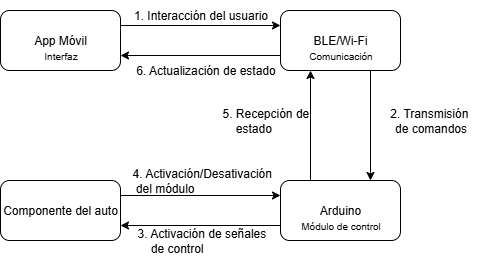 1. Interacción del usuario
App Móvil
Interfaz
BLE/Wi-Fi
Comunicación
6. Actualización de estado
5. Recepción de
estado
2. Transmisión
de comandos
4. Activación/Desativación
del módulo
Componente del auto
Arduino
Módulo de control
3. Activación de señales
de control